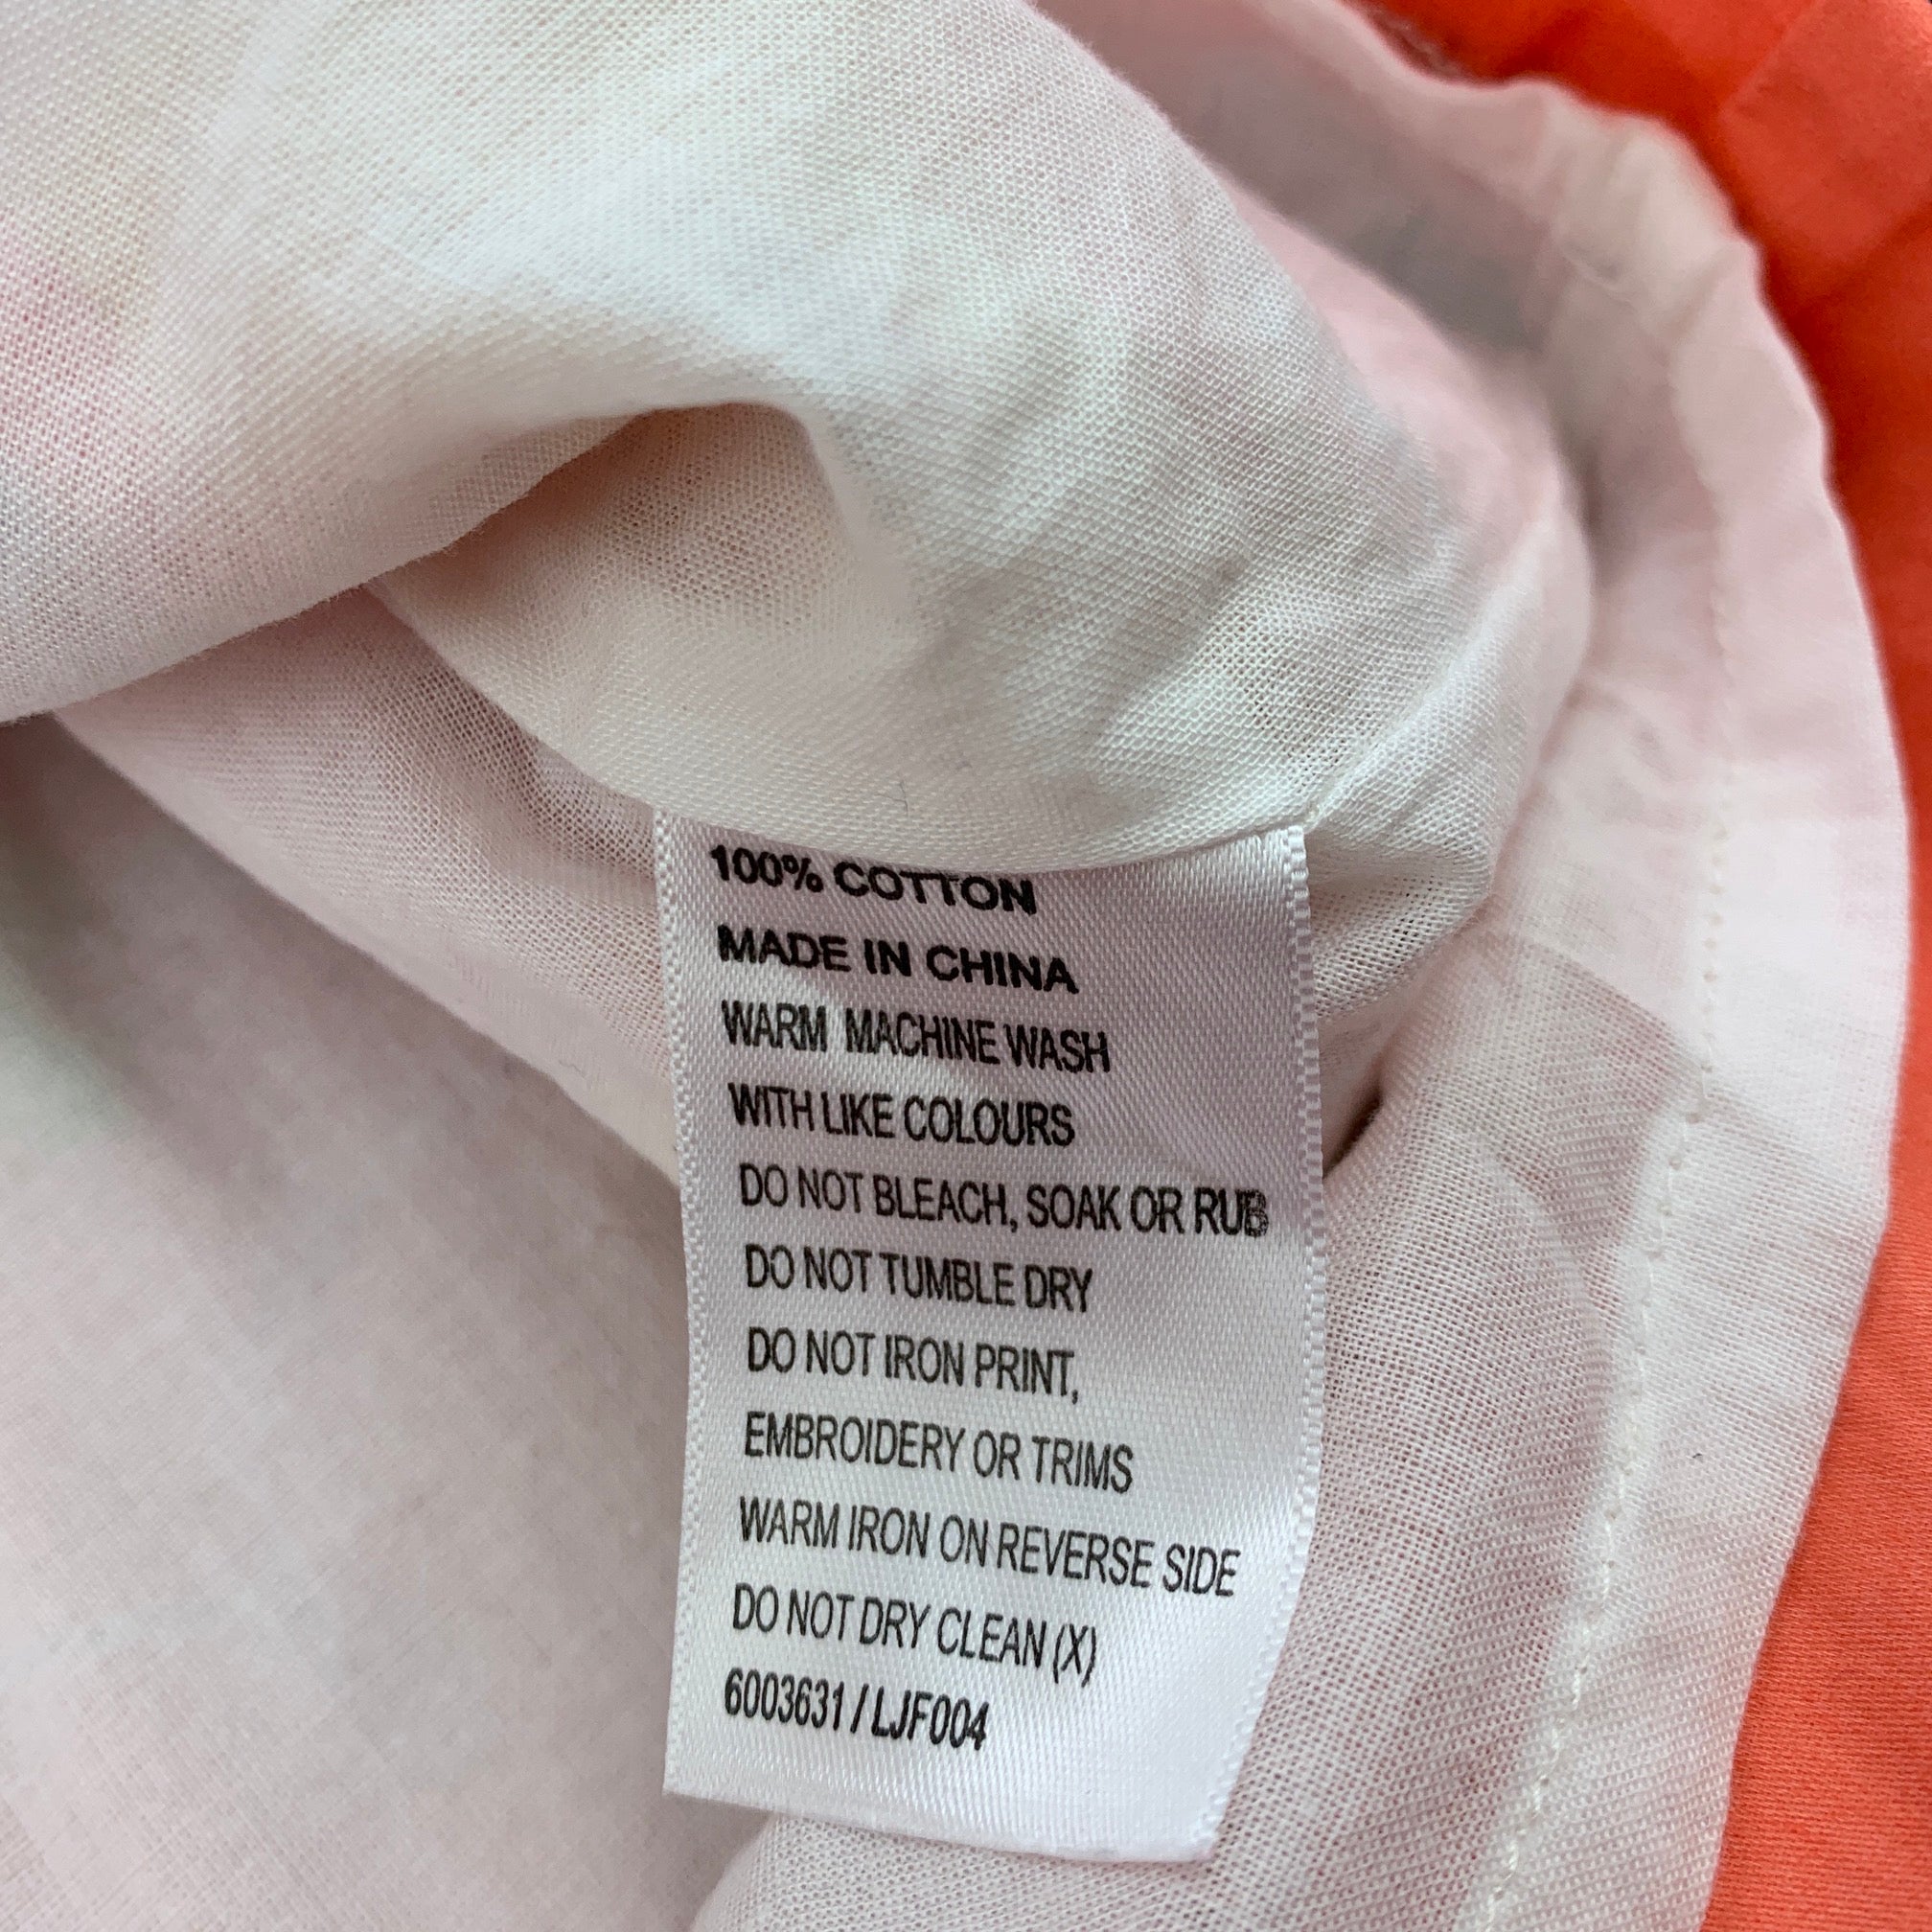 100% COTTON
MADE IN CHINA
WARM MACHINE WASH
WITH LIKE COLOURS
DO NOT BLEACH, SOAK OR RUB
DO NOT TUMBLE DRY
DO NOT IRON PRINT,
EMBROIDERY OR TRIMS
WARM IRON ON REVERSE SIDE
DO NOT DRY CLEAN (X)
6003631 / LJF004